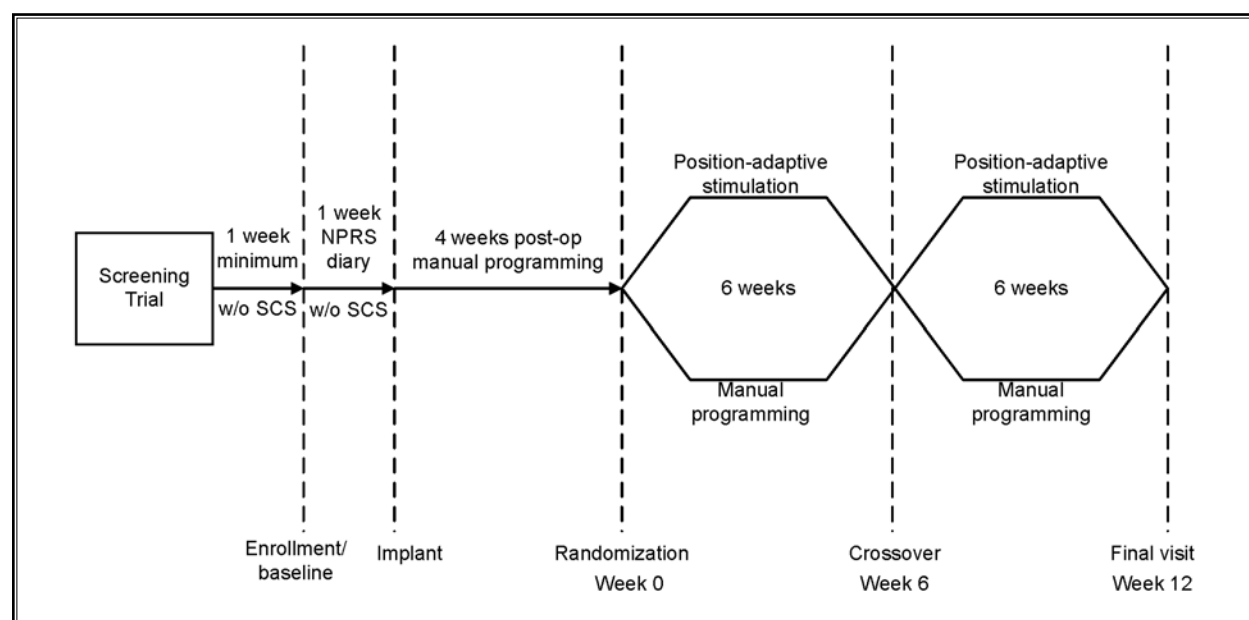 Screening
Trial
1 week
minimum
w/o SCS
1 week
NPRS
diary
w/o SCS
4 weeks post-op
manual programming
Position-adaptive
stimulation
6 weeks
Manual
programming
Position-adaptive
stimulation
6 weeks
Manual
programming
Enrollment/
baseline
Implant
Randomization
Week 0
Crossover
Week 6
Final visit
Week 12